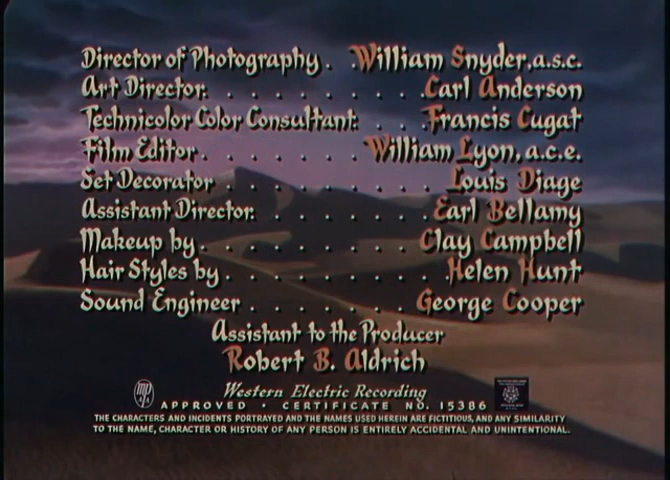 Director of Photography . . William Snyder, a.s.c.
Art Director. . . . . . . . . Carl Anderson
Technicolor Color Consultant. . . . Francis Cugat
Film Editor . . . . . . . William Lyon, a.c.e.
Set Decorator . . . . . . . . . Louis Diage
Assistant Director. . . . . . . Earl Bellamy
Makeup by . . . . . . . . Clay Campbell
Hair Styles by . . . . . . . . Helen Hunt
Sound Engineer . . . . . . . George Cooper
Assistant to the Producer
Robert B. Aldrich
Western Electric Recording
APPROVED · CERTIFICATE NO. 15386
THE CHARACTERS AND INCIDENTS PORTRAYED AND THE NAMES USED HEREIN ARE FICTITIOUS, AND ANY SIMILARITY
TO THE NAME, CHARACTER OR HISTORY OF ANY PERSON IS ENTIRELY ACCIDENTAL AND UNINTENTIONAL.